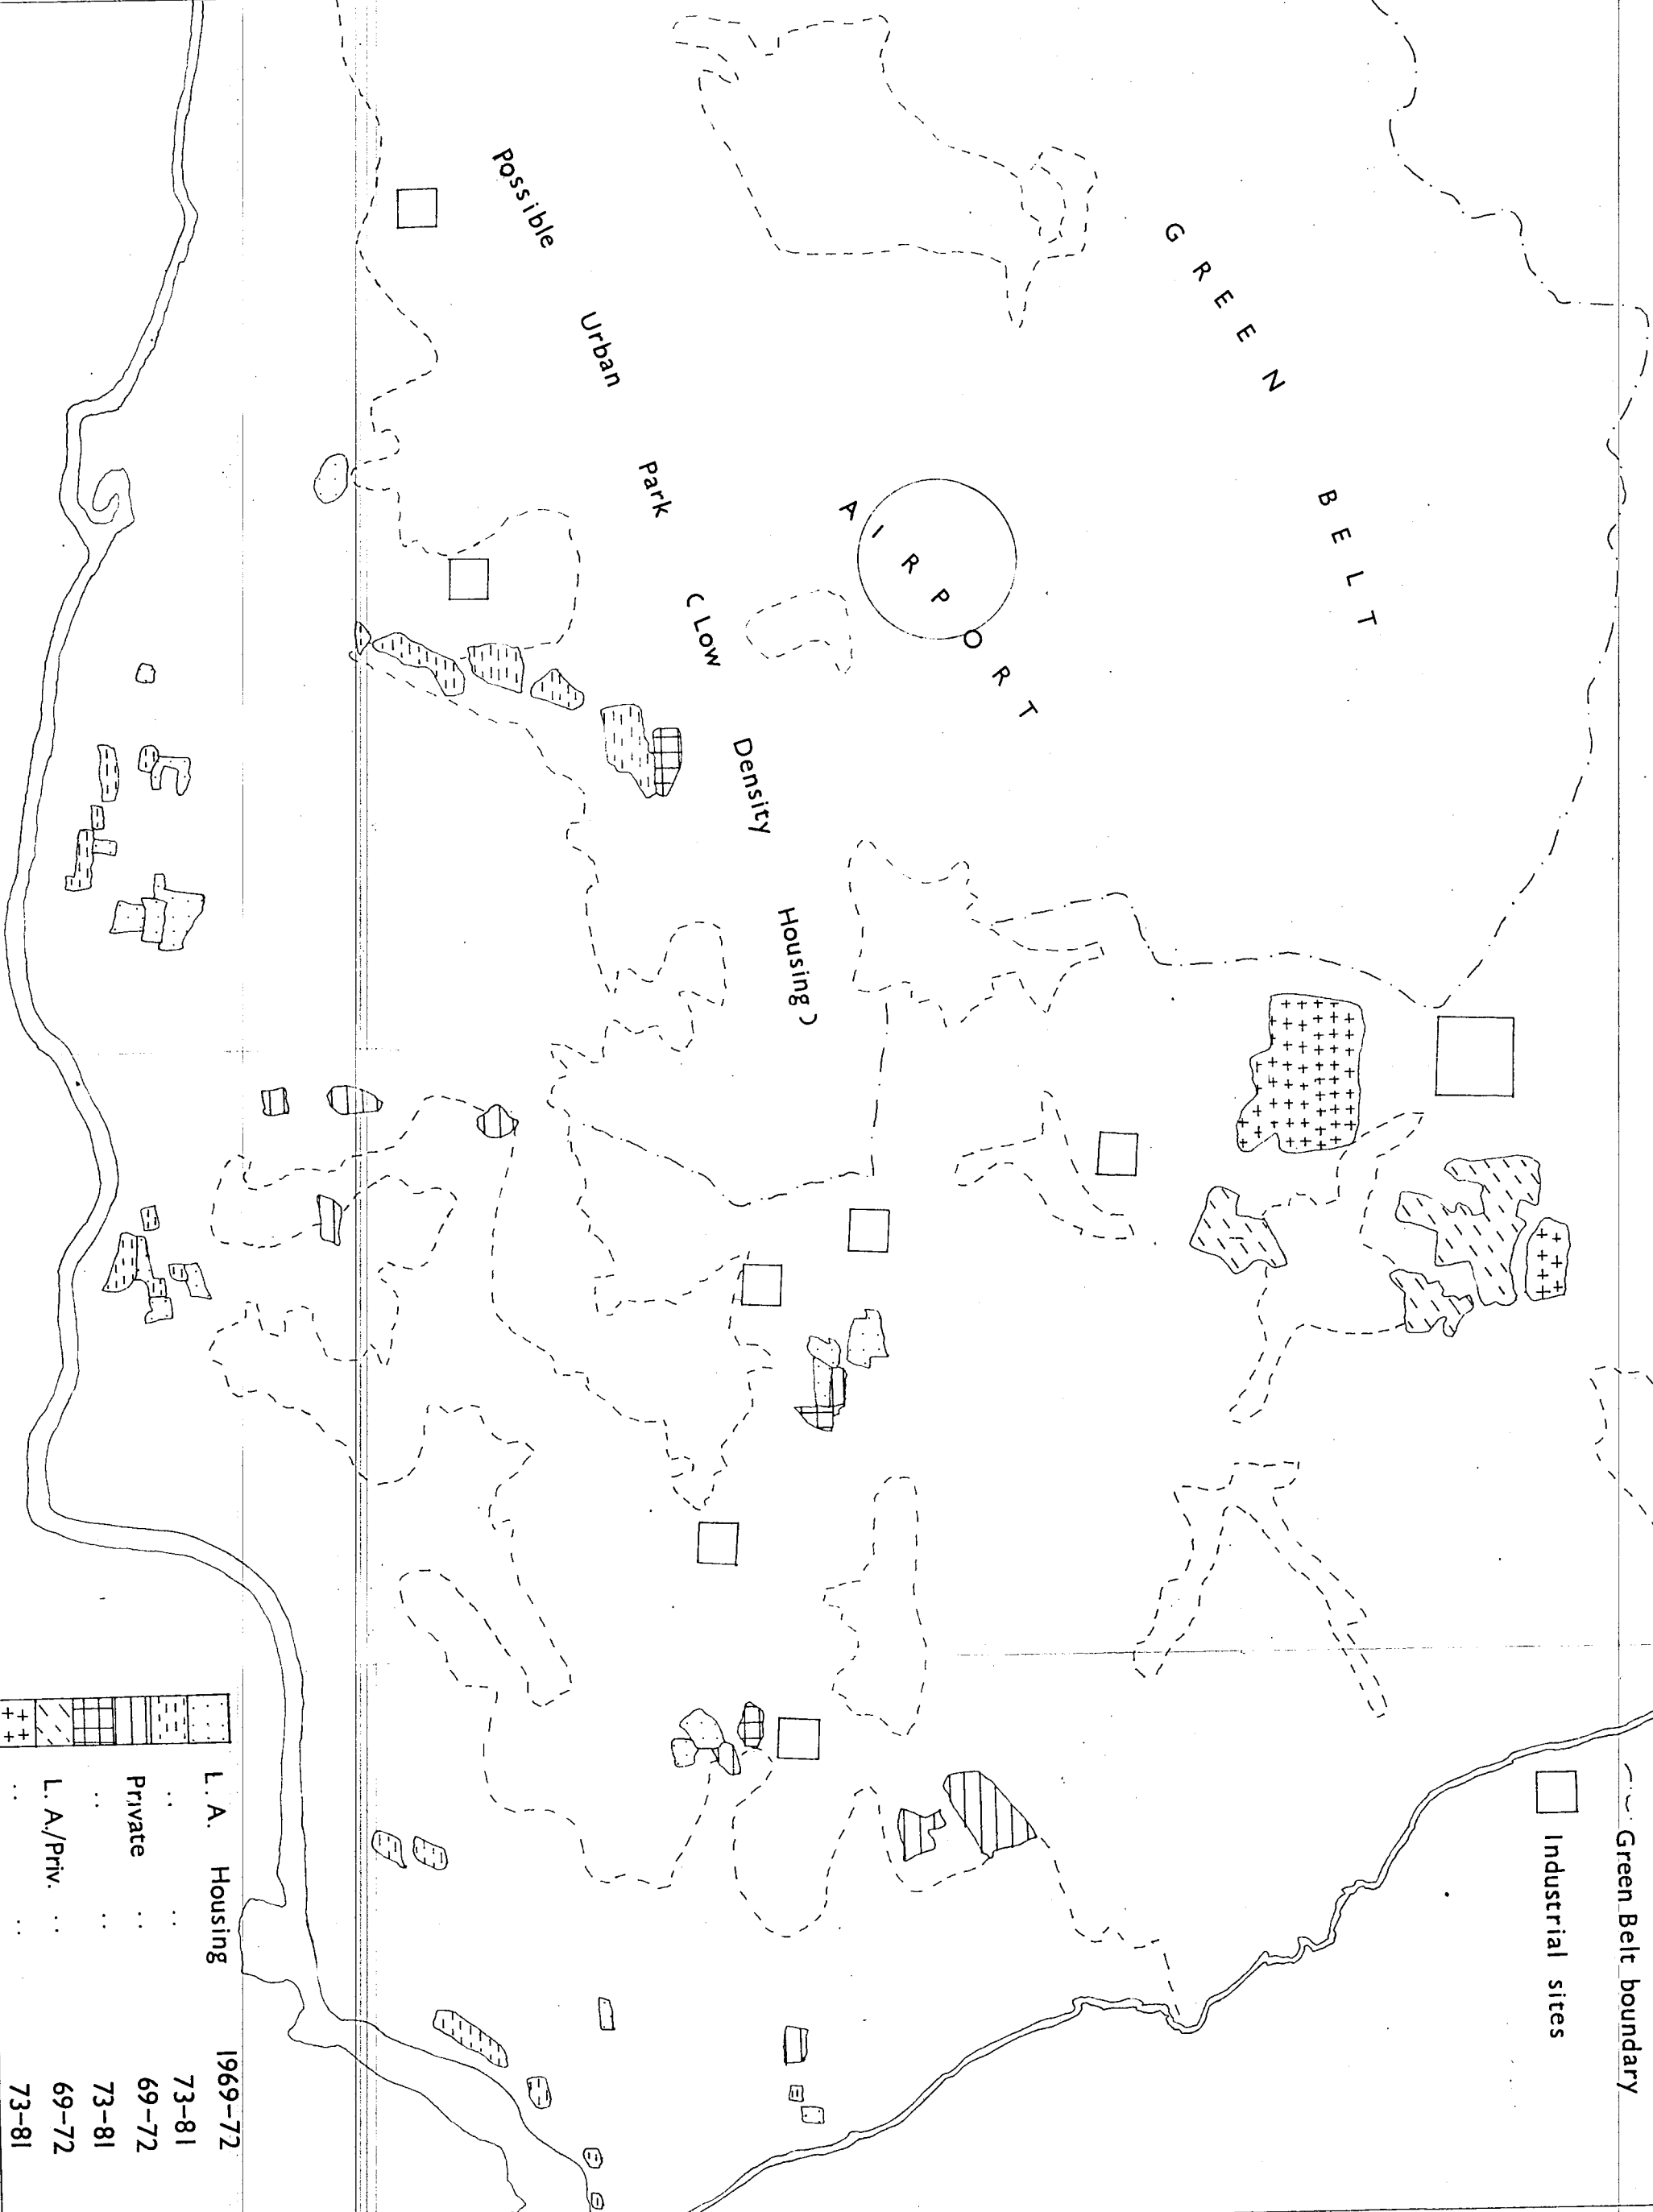 GREEN BELT
AIRPORT
Possible Urban Park (Low Density Housing)
Green Belt boundary
Industrial sites
L. A. Housing 1969-72
.. .. 73-81
Private .. 69-72
.. .. 73-81
L. A./Priv. .. 69-72
.. .. 73-81